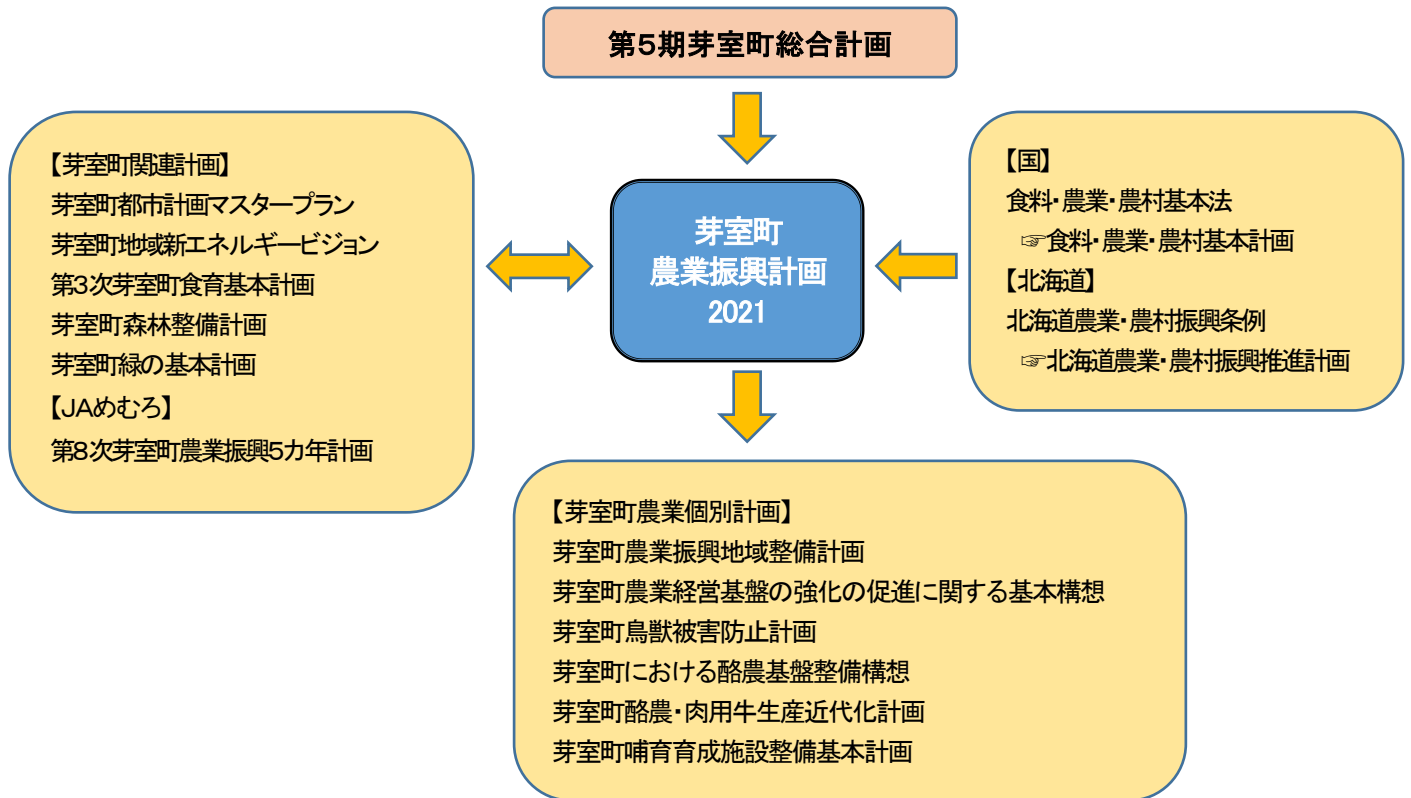 第5期芽室町総合計画
【芽室町関連計画】
芽室町都市計画マスタープラン
芽室町地域新エネルギービジョン
第3次芽室町食育基本計画
芽室町森林整備計画
芽室町緑の基本計画
【JAめむろ】
第8次芽室町農業振興5カ年計画
芽室町
農業振興計画
2021
【国】
食料・農業・農村基本法
☞食料・農業・農村基本計画
【北海道】
北海道農業・農村振興条例
☞北海道農業・農村振興推進計画
【芽室町農業個別計画】
芽室町農業振興地域整備計画
芽室町農業経営基盤の強化の促進に関する基本構想
芽室町鳥獣被害防止計画
芽室町における酪農基盤整備構想
芽室町酪農・肉用牛生産近代化計画
芽室町哺育育成施設整備基本計画